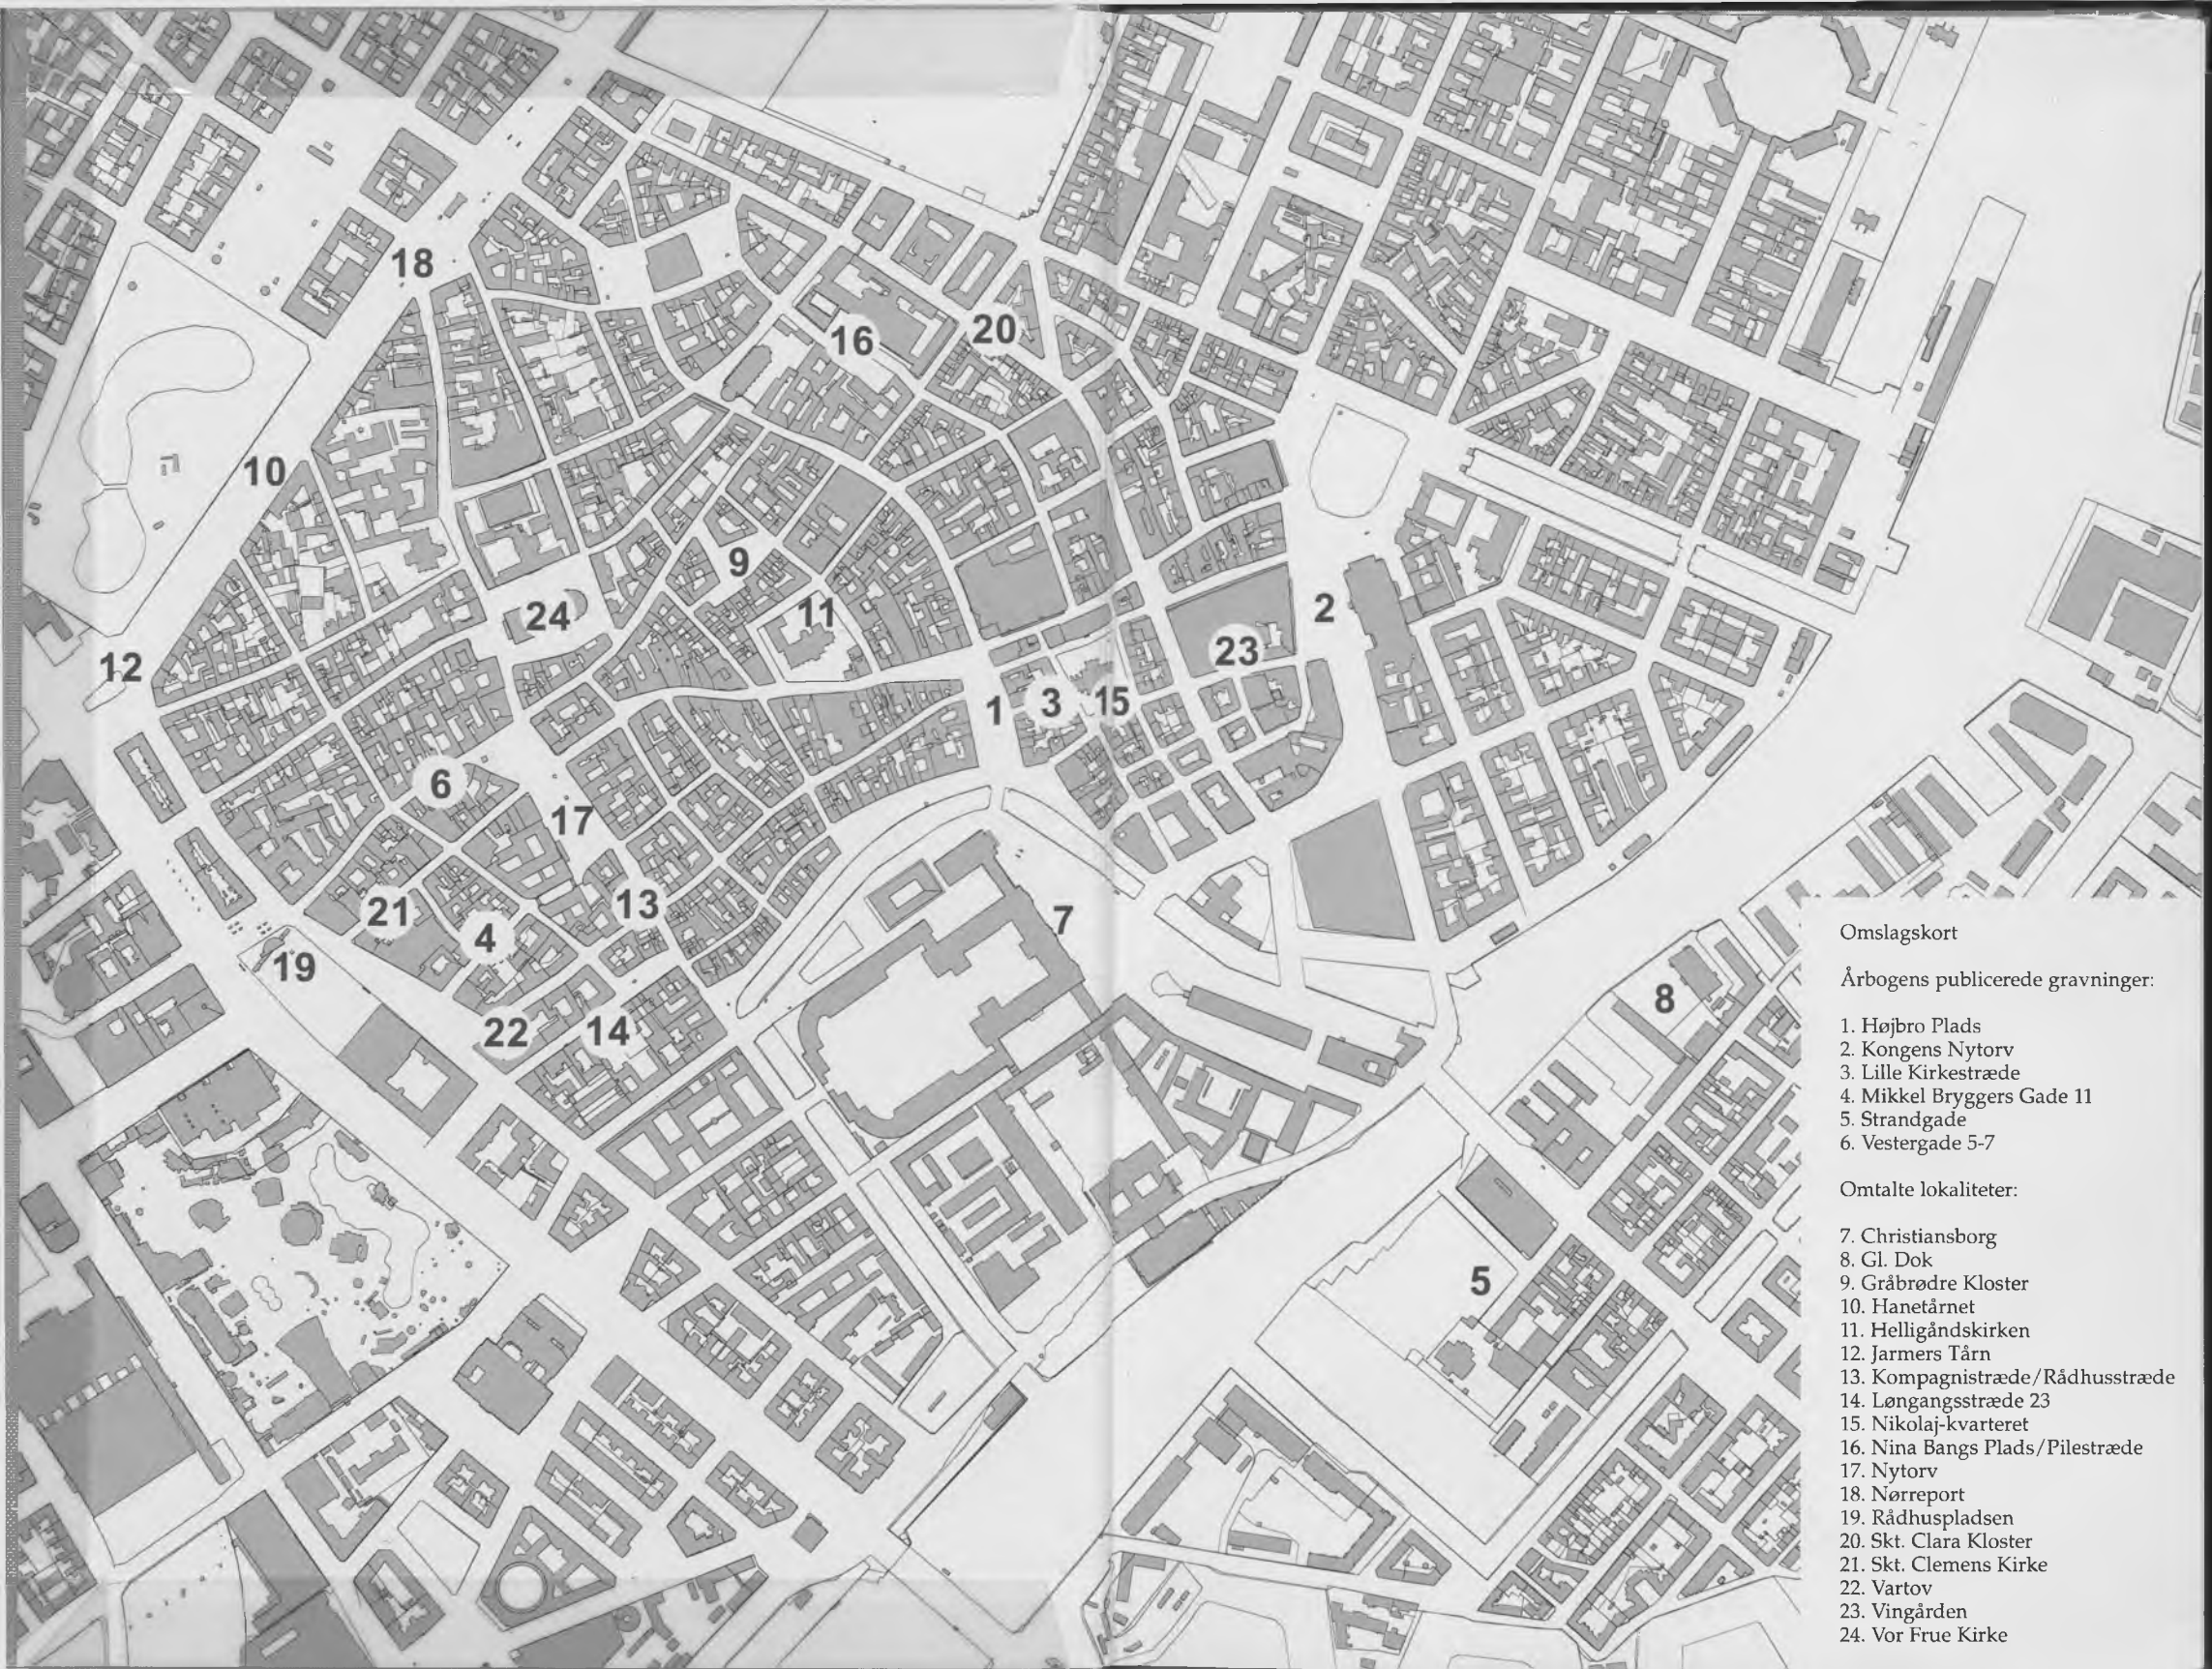 18
16
20
10
9
24
11
2
12
23
1
3
15
6
17
21
13
4
7
19
22
14
8
5
Omslagskort
Årbogens publicerede gravninger:
1. Højbro Plads
2. Kongens Nytorv
3. Lille Kirkestræde
4. Mikkel Bryggers Gade 11
5. Strandgade
6. Vestergade 5-7
Omtalte lokaliteter:
7. Christiansborg
8. Gl. Dok
9. Gråbrødre Kloster
10. Hanetårnet
11. Helligåndskirken
12. Jarmers Tårn
13. Kompagnistræde/Rådhusstræde
14. Løngangsstræde 23
15. Nikolaj-kvarteret
16. Nina Bangs Plads/Pilestræde
17. Nytorv
18. Nørreport
19. Rådhuspladsen
20. Skt. Clara Kloster
21. Skt. Clemens Kirke
22. Vartov
23. Vingården
24. Vor Frue Kirke